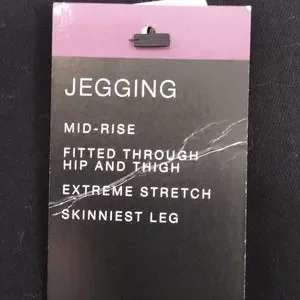 JEGGING
MID-RISE
FITTED THROUGH
HIP AND THIGH
EXTREME STRETCH
SKINNIEST LEG